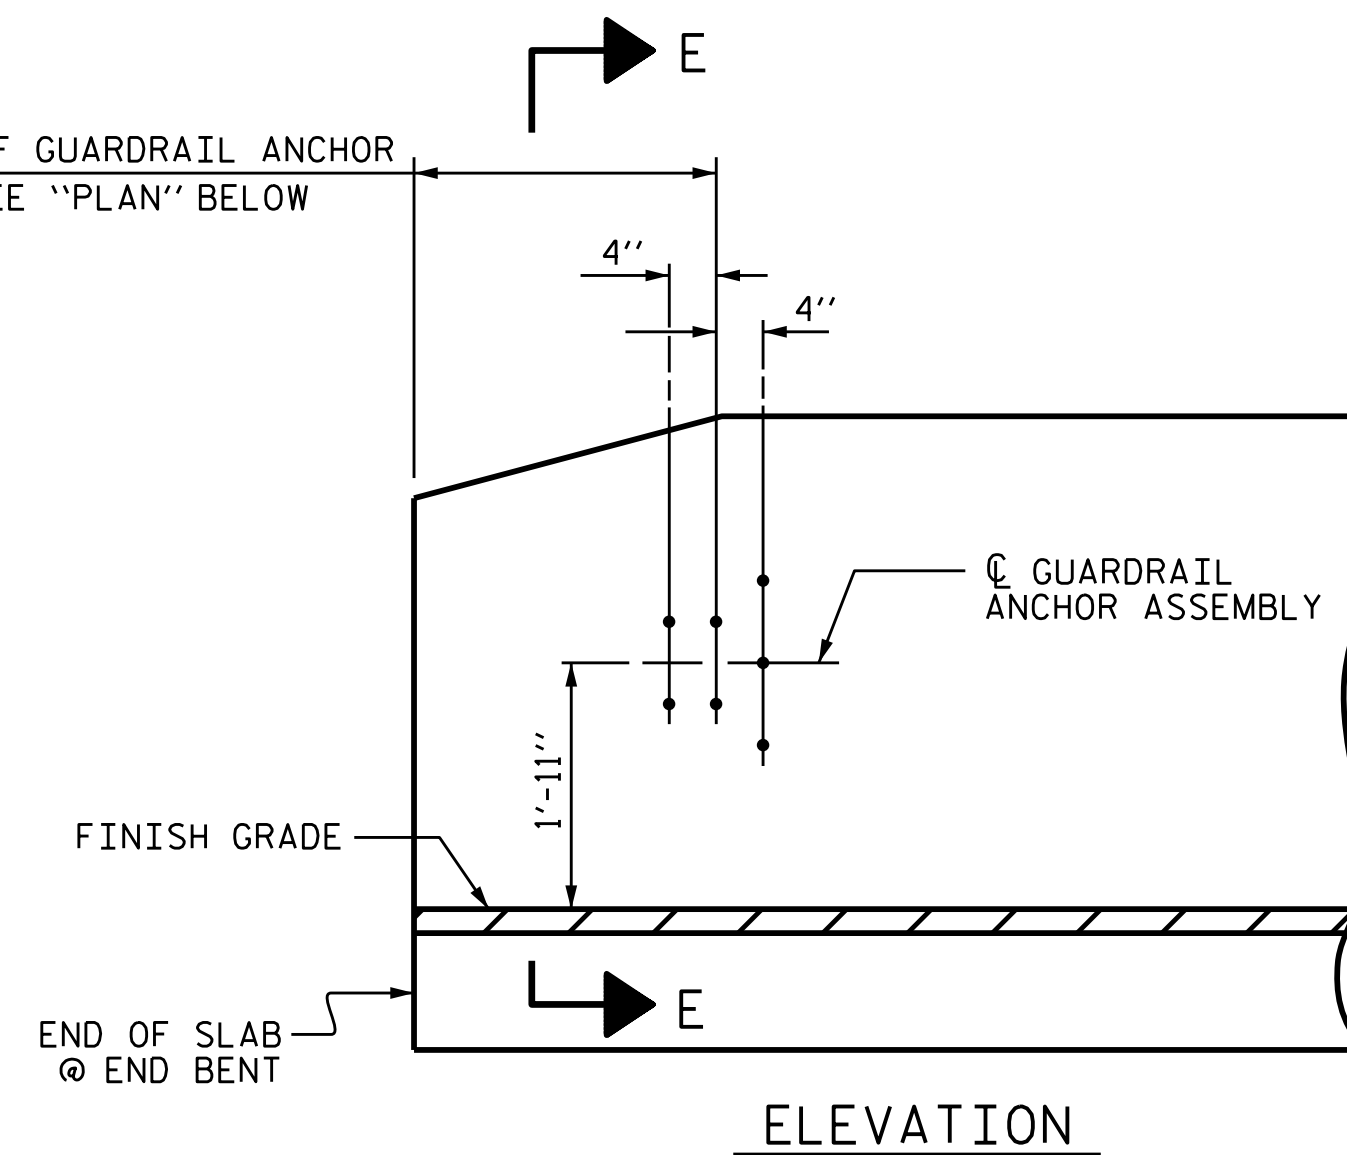 E
GUARDRAIL ANCHOR
"PLAN" BELOW
4"
4"
℄ GUARDRAIL
ANCHOR ASSEMBLY
1'-11"
FINISH GRADE
E
END OF SLAB
@ END BENT
ELEVATION